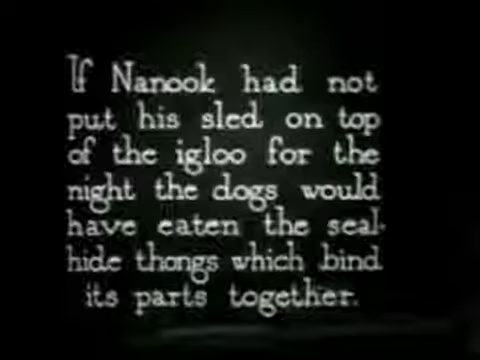 If Nanook had not
put his sled on top
of the igloo for the
night the dogs would
have eaten the seal-
hide thongs which bind
its parts together.